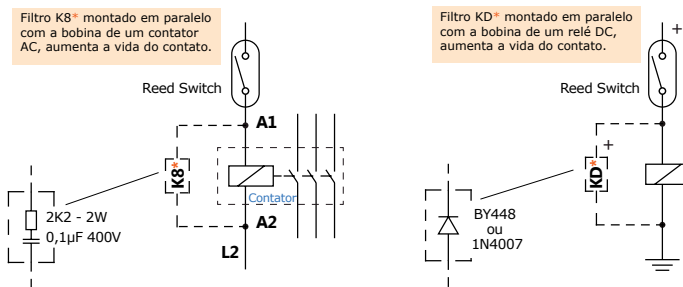 Filtro K8* montado em paralelo
com a bobina de um contator
AC, aumenta a vida do contato.
Reed Switch
A1
K8*
Contator
2K2 - 2W
0,1µF 400V
A2
L2
Filtro KD* montado em paralelo
com a bobina de um relé DC,
aumenta a vida do contato.
+
Reed Switch
+
KD*
BY448
ou
1N4007